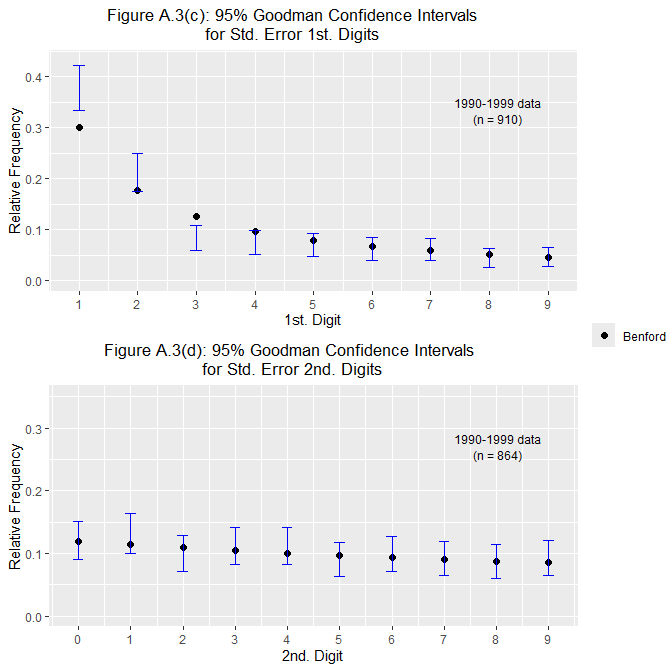 Figure A.3(c): 95% Goodman Confidence Intervals
for Std. Error 1st. Digits
Relative Frequency
0.4
0.3
0.2
0.1
0.0
1990-1999 data
(n = 910)
1 2 3 4 5 6 7 8 9
1st. Digit
Benford
Figure A.3(d): 95% Goodman Confidence Intervals
for Std. Error 2nd. Digits
Relative Frequency
0.3
0.2
0.1
0.0
1990-1999 data
(n = 864)
0 1 2 3 4 5 6 7 8 9
2nd. Digit